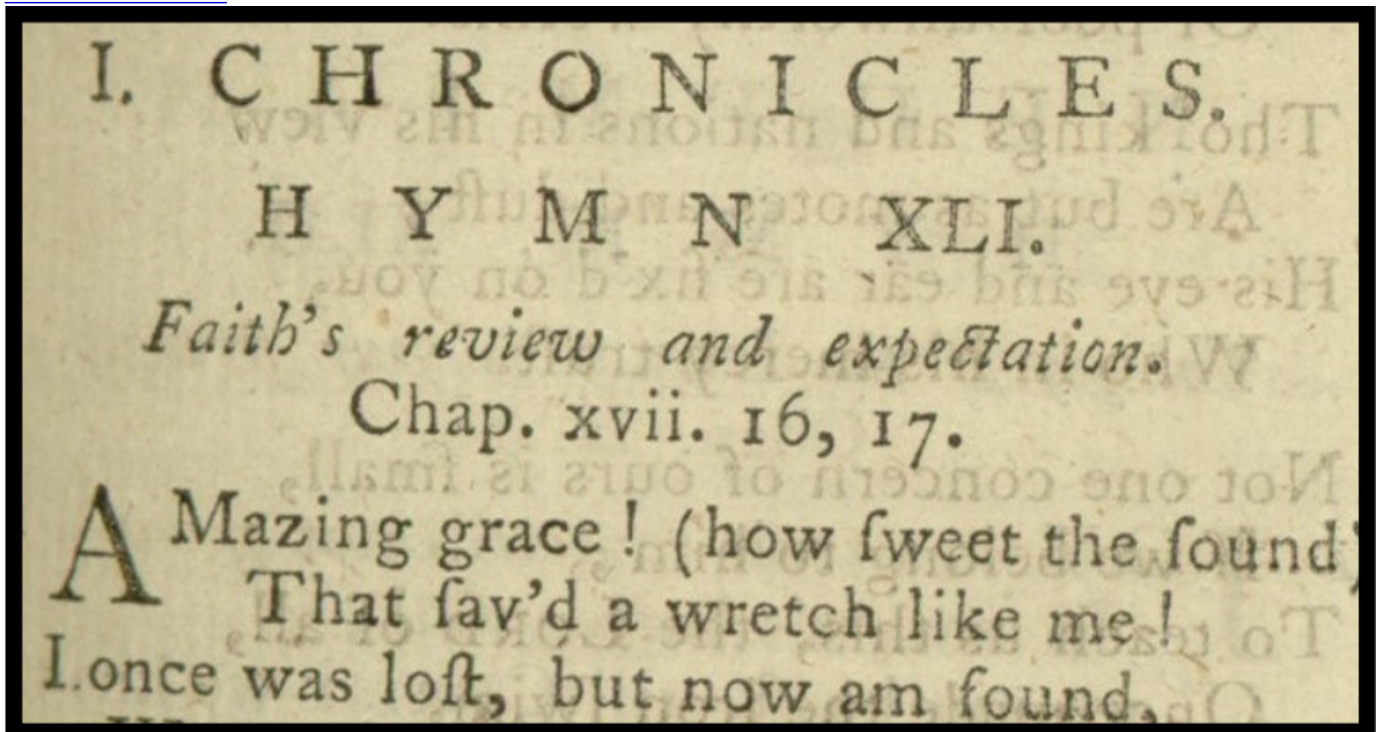 I. CHRONICLES.
HYMN XLI.
Faith's review and expectation.
Chap. xvii. 16, 17.
AMazing grace! (how ſweet the ſound)
That ſav'd a wretch like me!
I once was loſt, but now am found,